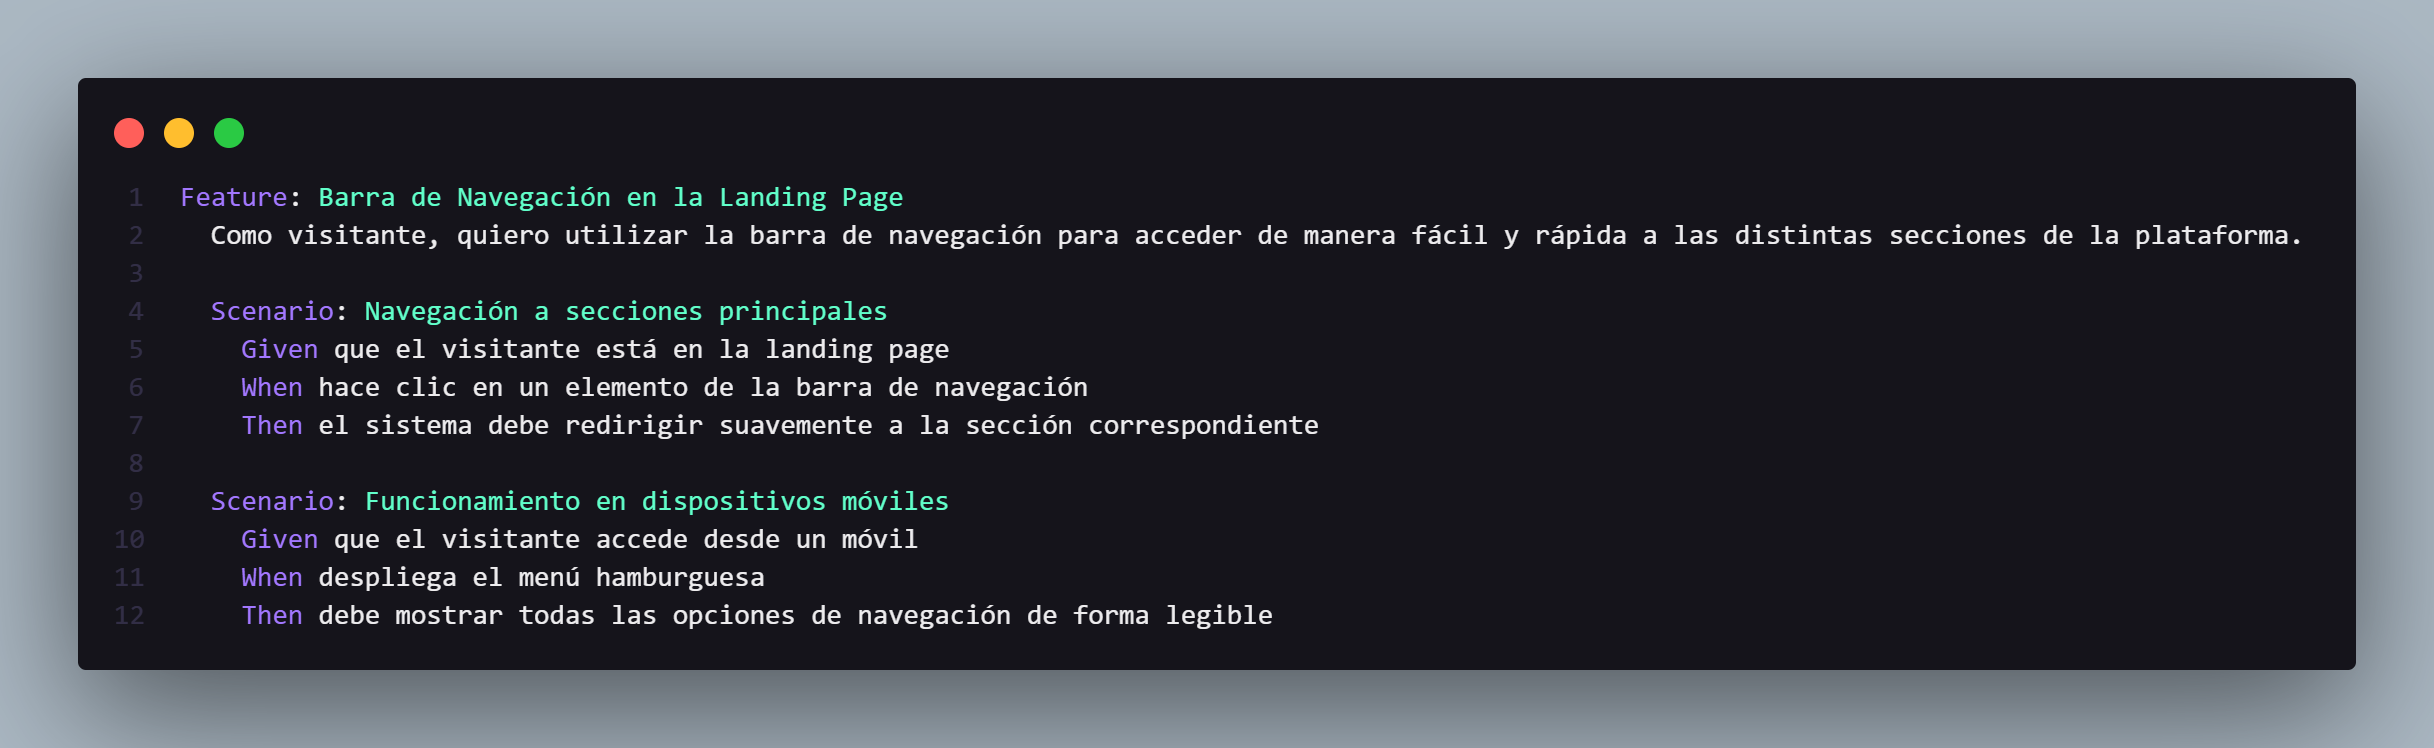 1 Feature: Barra de Navegación en la Landing Page
2 Como visitante, quiero utilizar la barra de navegación para acceder de manera fácil y rápida a las distintas secciones de la plataforma.
3
4 Scenario: Navegación a secciones principales
5 Given que el visitante está en la landing page
6 When hace clic en un elemento de la barra de navegación
7 Then el sistema debe redirigir suavemente a la sección correspondiente
8
9 Scenario: Funcionamiento en dispositivos móviles
10 Given que el visitante accede desde un móvil
11 When despliega el menú hamburguesa
12 Then debe mostrar todas las opciones de navegación de forma legible